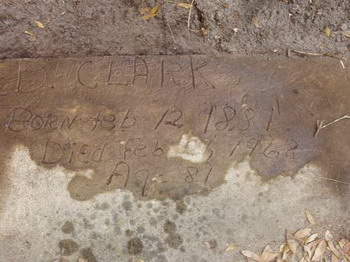 D. CLARK
BORN Feb 12 1881
Died Feb 1962
Age 81